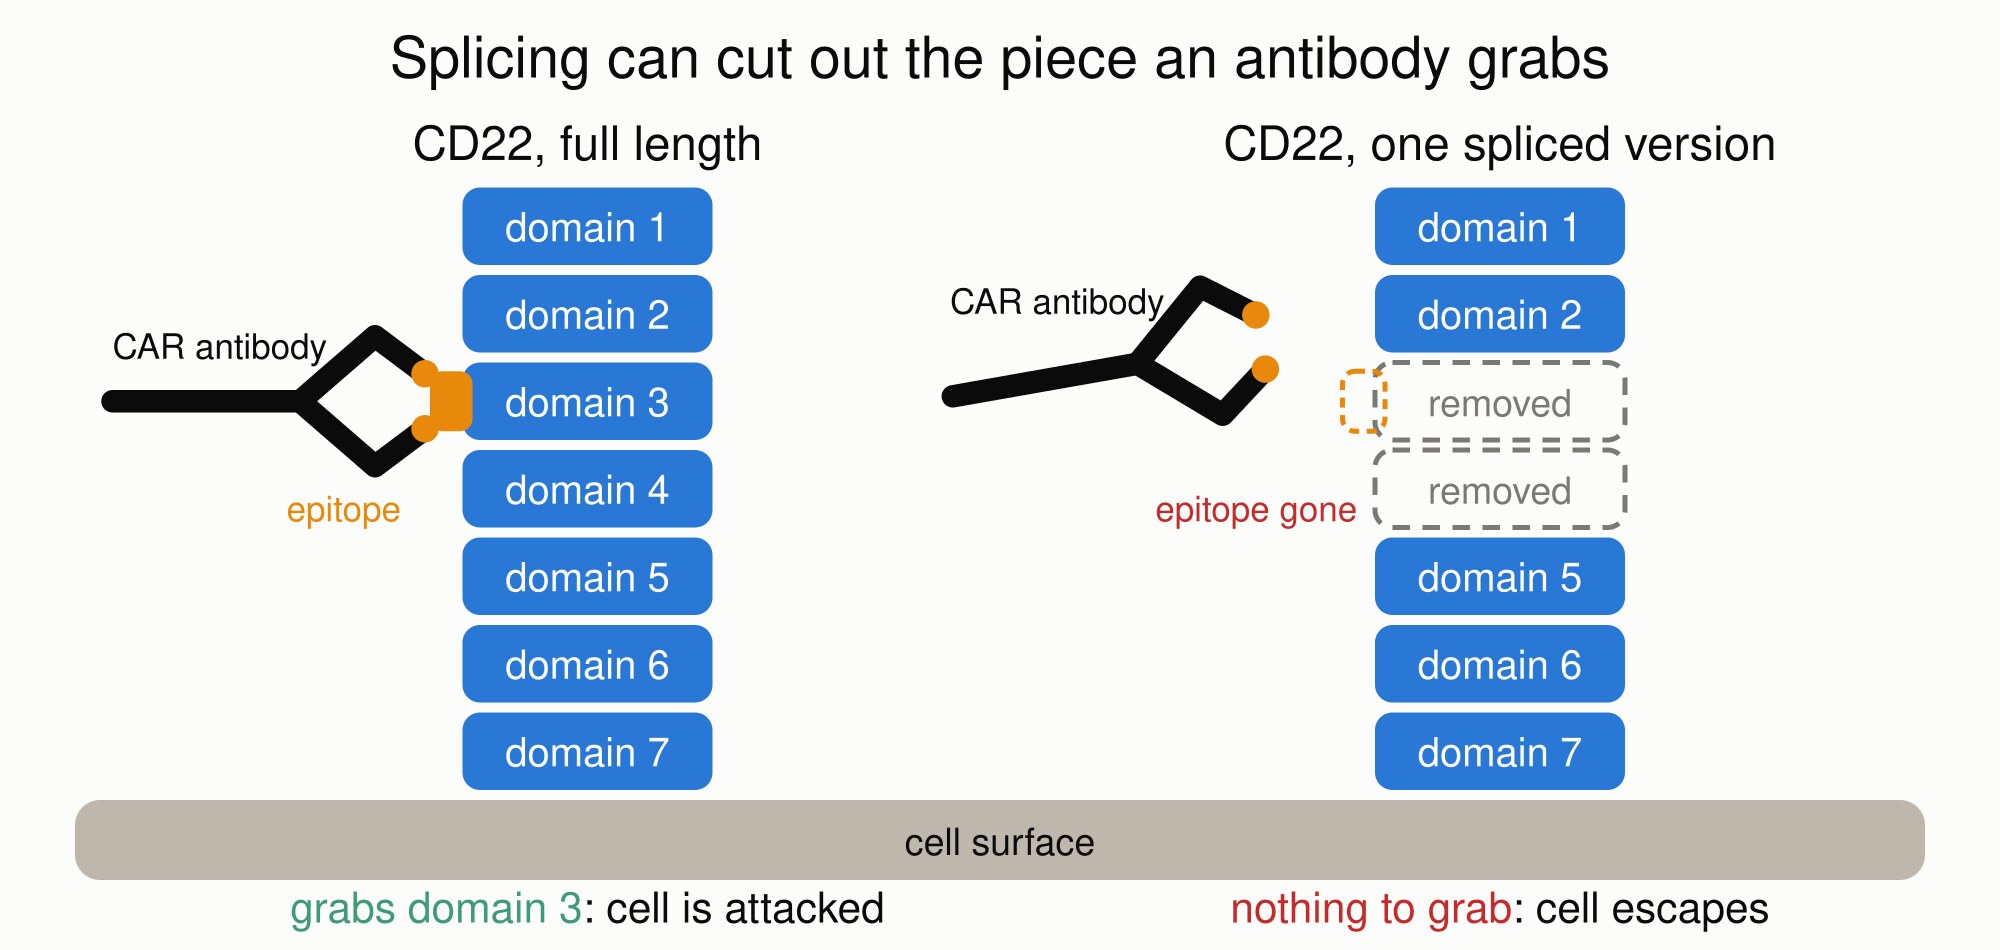 Splicing can cut out the piece an antibody grabs
CD22, full length
domain 1
domain 2
CAR antibody
domain 3
domain 4
epitope
domain 5
domain 6
domain 7
CD22, one spliced version
domain 1
domain 2
CAR antibody
removed
removed
epitope gone
domain 5
domain 6
domain 7
cell surface
grabs domain 3: cell is attacked
nothing to grab: cell escapes